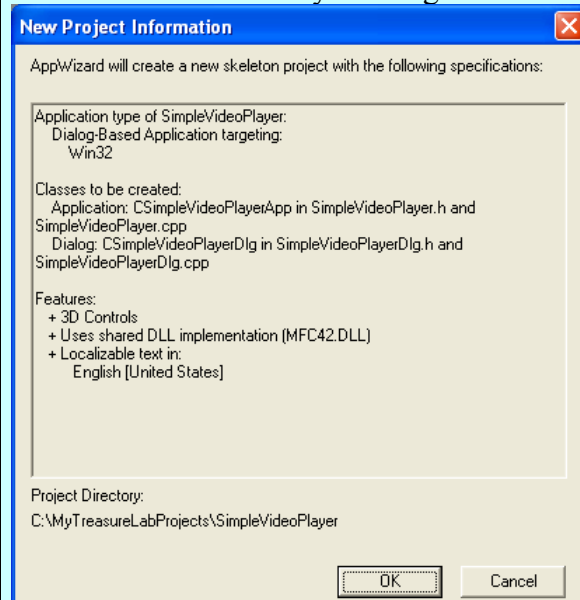 New Project Information
AppWizard will create a new skeleton project with the following specifications:
Application type of SimpleVideoPlayer:
Dialog-Based Application targeting:
Win32
Classes to be created:
Application: CSimpleVideoPlayerApp in SimpleVideoPlayer.h and
SimpleVideoPlayer.cpp
Dialog: CSimpleVideoPlayerDlg in SimpleVideoPlayerDlg.h and
SimpleVideoPlayerDlg.cpp
Features:
+ 3D Controls
+ Uses shared DLL implementation (MFC42.DLL)
+ Localizable text in:
English [United States]
Project Directory:
C:\MyTreasureLabProjects\SimpleVideoPlayer
OK
Cancel